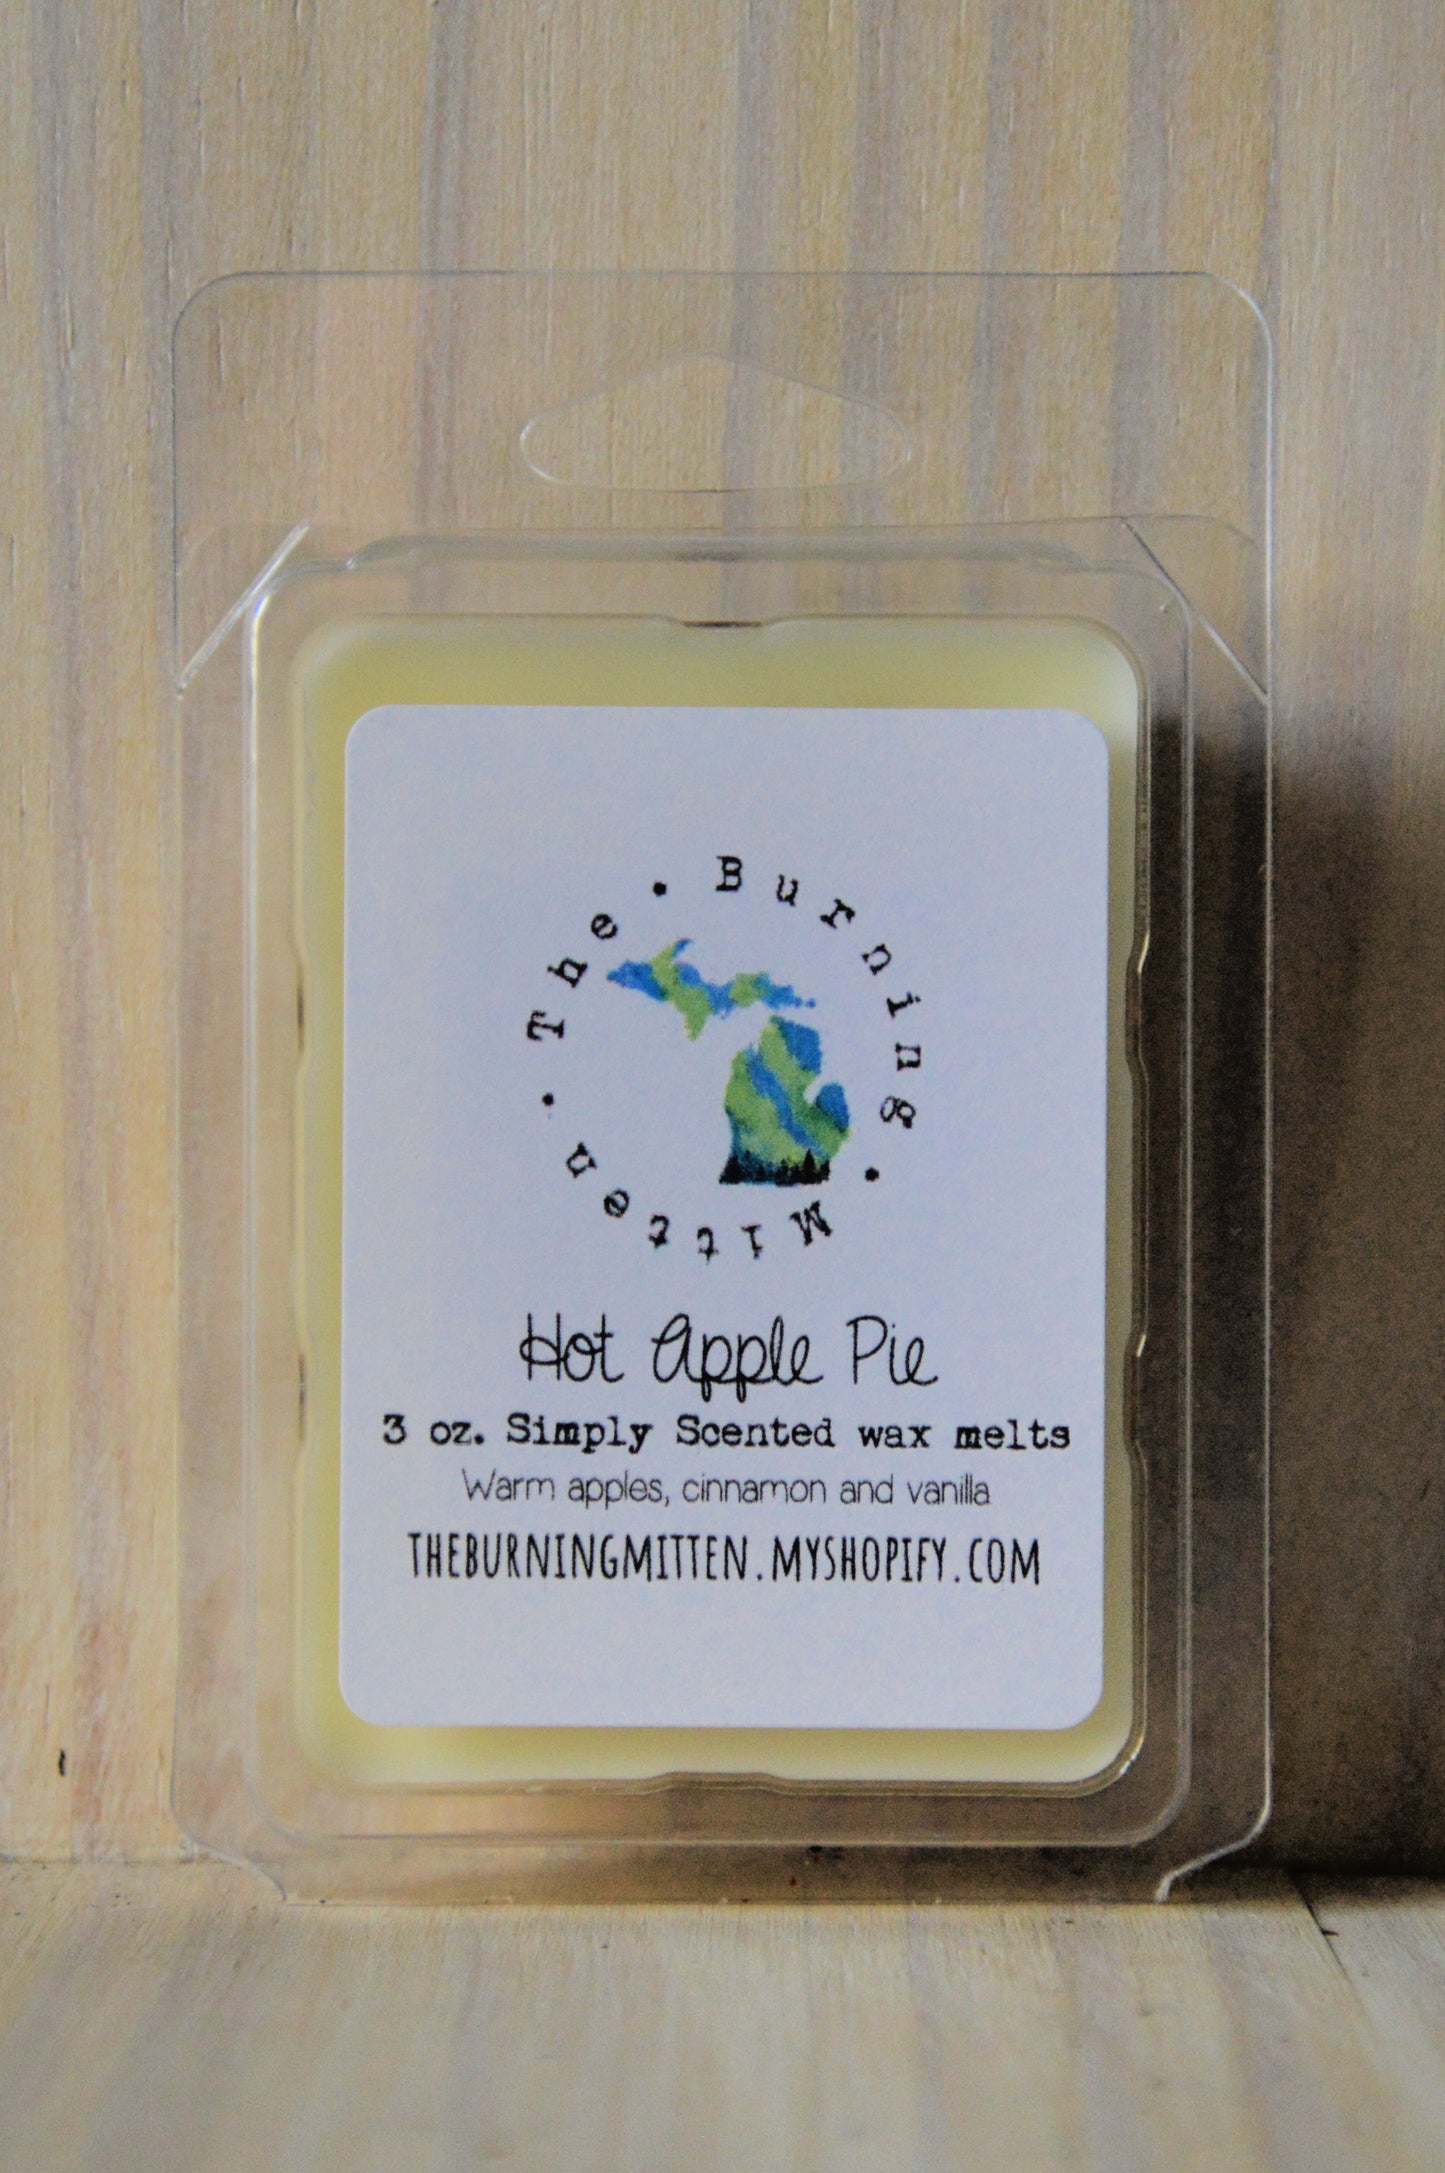 The • Burning • Mitten •
Hot Apple Pie
3 oz. Simply Scented wax melts
Warm apples, cinnamon and vanilla
THEBURNINGMITTEN.MYSHOPIFY.COM